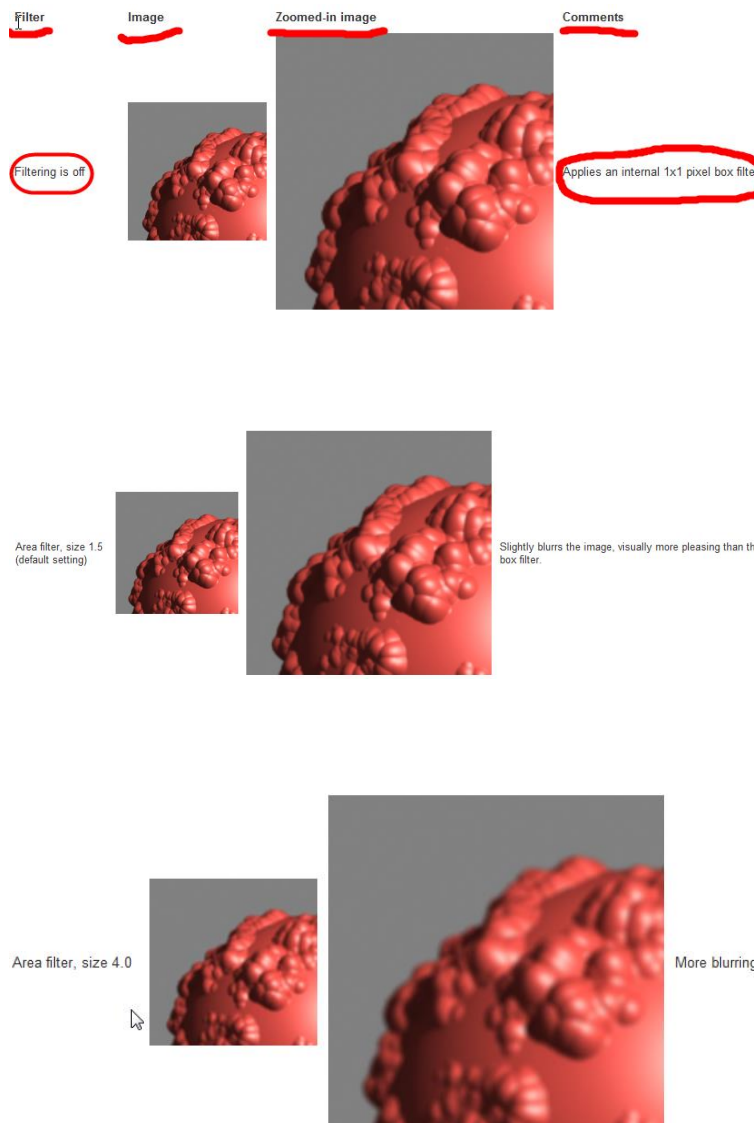 Filter Image Zoomed-in image Comments
Filtering is off
Applies an internal 1x1 pixel box filte
Area filter, size 1.5
(default setting)
Slightly blurrs the image, visually more pleasing than th
box filter.
Area filter, size 4.0
More blurring